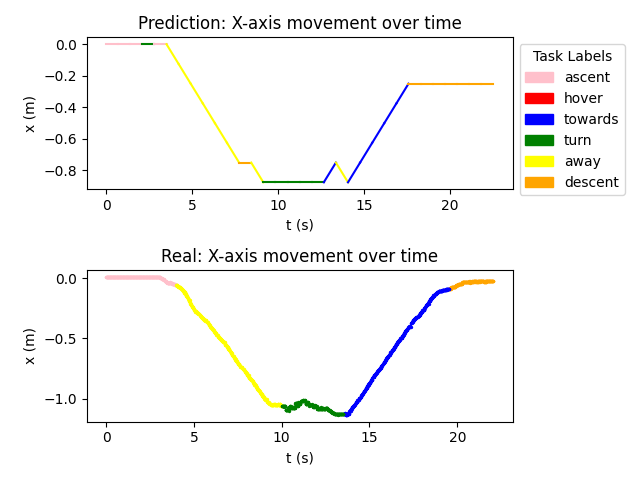 Prediction: X-axis movement over time
0.0
−0.2
−0.4
−0.6
−0.8
x (m)
0 5 10 15 20
t (s)
Task Labels
ascent
hover
towards
turn
away
descent
Real: X-axis movement over time
0.0
−0.5
−1.0
x (m)
0 5 10 15 20
t (s)